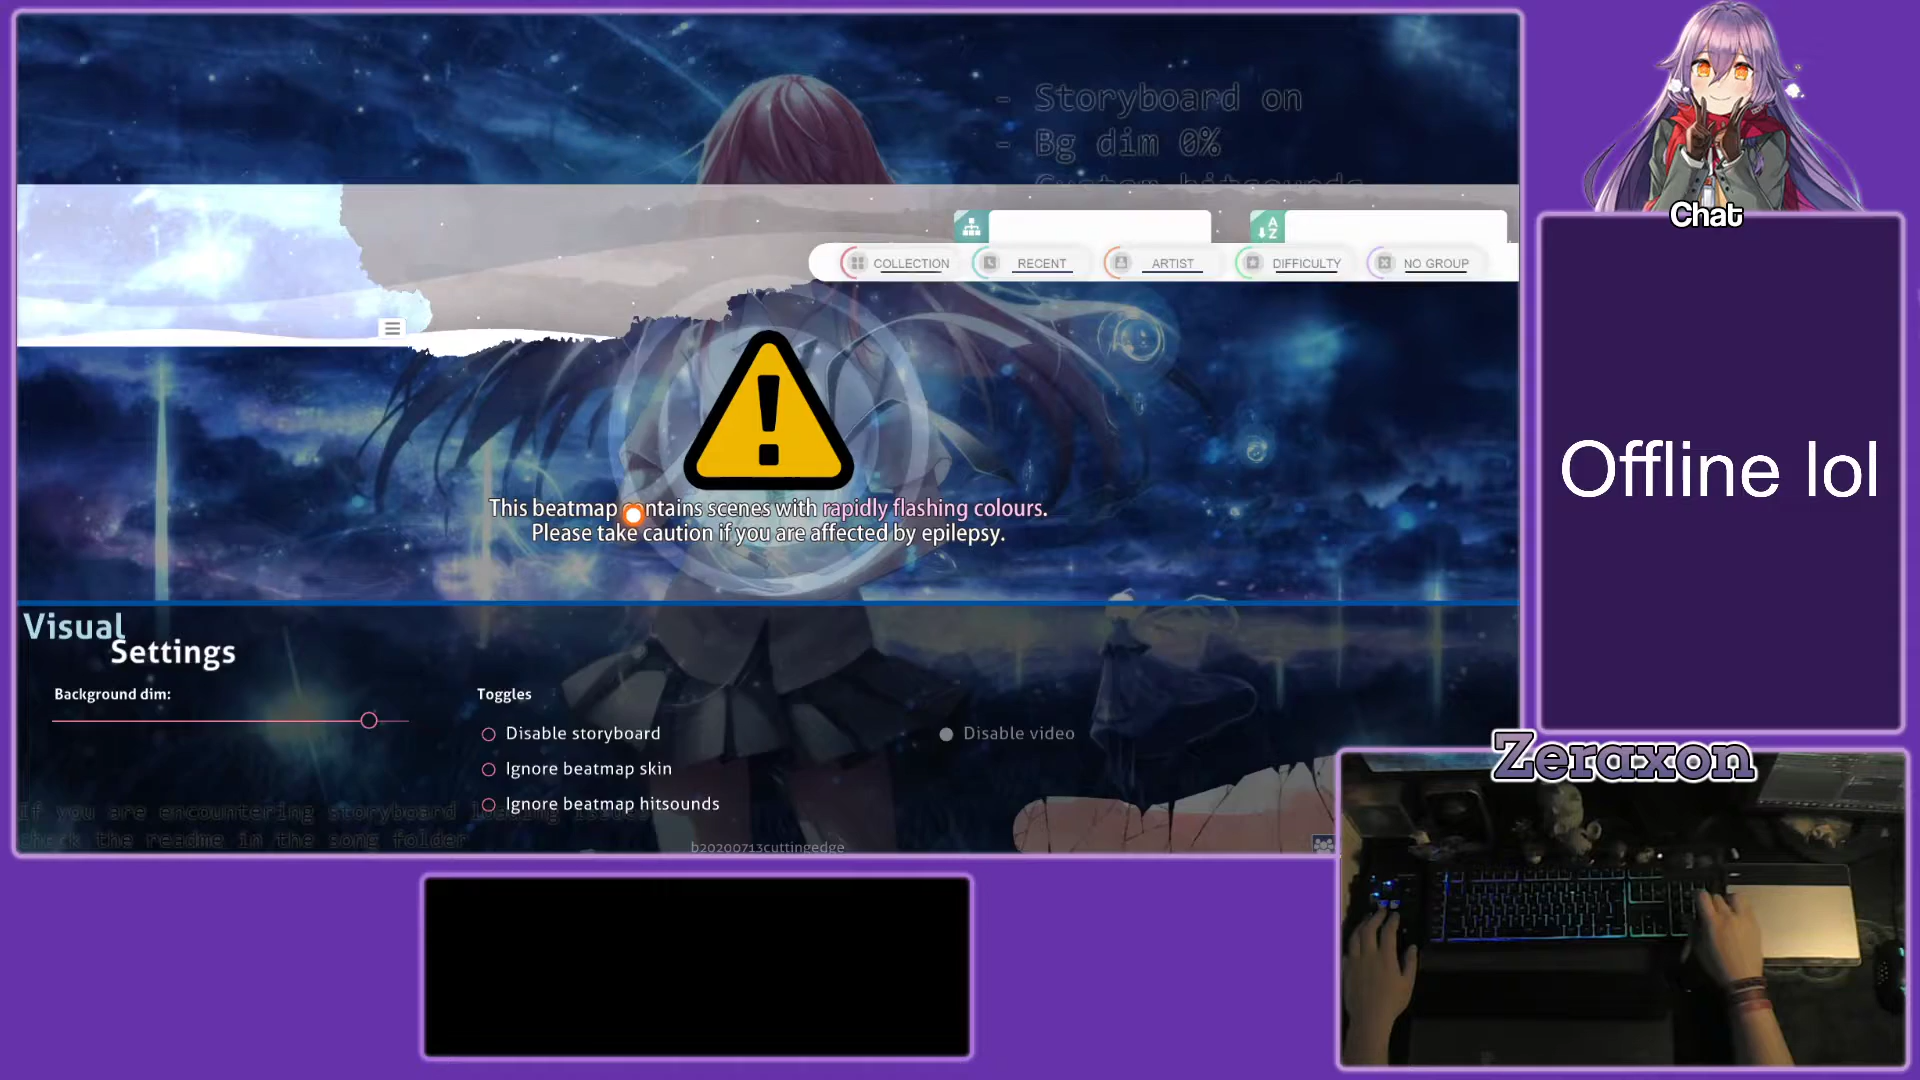 - Storyboard on
- Bg dim 0%
Custom hitsounds
COLLECTION
RECENT
ARTIST
DIFFICULTY
NO GROUP
This beatmap contains scenes with rapidly flashing colours.
Please take caution if you are affected by epilepsy.
Visual
Settings
Background dim:
Toggles
Disable storyboard
Disable video
Ignore beatmap skin
Ignore beatmap hitsounds
If you are encountering storyboard loading issues
check the readme in the song folder
b20200713cuttingedge
Chat
Offline lol
Zeraxon